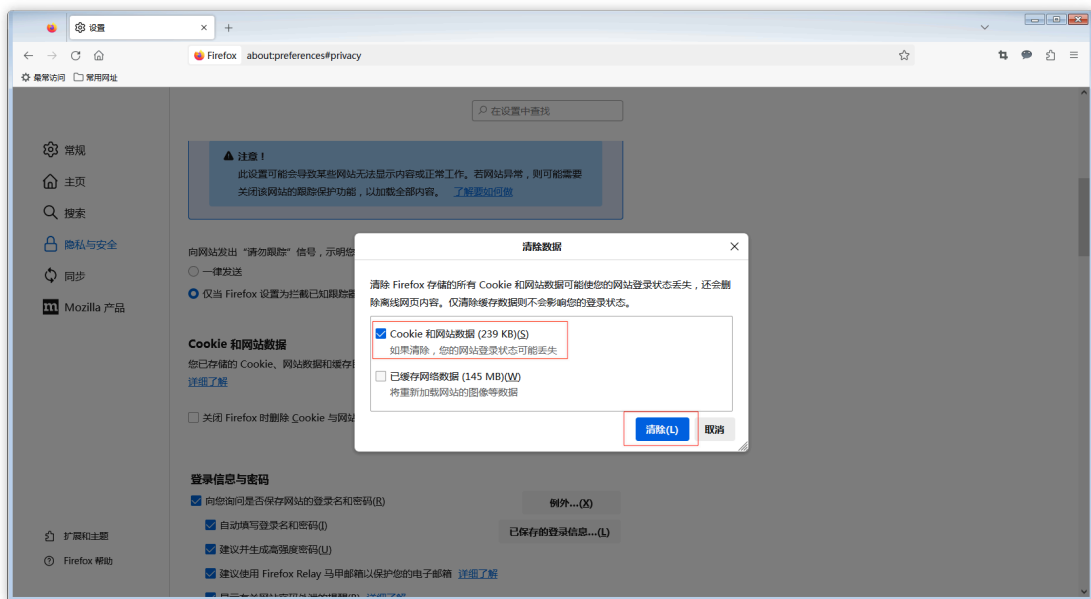 设置
Firefox about:preferences#privacy
最常访问 常用网址
在设置中查找
常规
主页
搜索
隐私与安全
同步
Mozilla 产品
扩展和主题
Firefox 帮助
注意！
此设置可能会导致某些网站无法显示内容或正常工作。若网站异常，则可能需要
关闭该网站的跟踪保护功能，以加载全部内容。 了解要如何做
向网站发出“请勿跟踪”信号，示明您
一律发送
仅当 Firefox 设置为拦截已知跟踪器
Cookie 和网站数据
您已存储的 Cookie、网站数据和缓存
详细了解
关闭 Firefox 时删除 Cookie 与网站
清除数据
清除 Firefox 存储的所有 Cookie 和网站数据可能使您的网站登录状态丢失，还会删
除离线网页内容。仅清除缓存数据则不会影响您的登录状态。
Cookie 和网站数据 (239 KB)(S)
如果清除，您的网站登录状态可能丢失
已缓存网络数据 (145 MB)(W)
将重新加载网站的图像等数据
清除(L) 取消
登录信息与密码
向您询问是否保存网站的登录名和密码(R) 例外...(X)
自动填写登录名和密码(I) 已保存的登录信息...(L)
建议并生成高强度密码(U)
建议使用 Firefox Relay 马甲邮箱以保护您的电子邮箱 详细了解